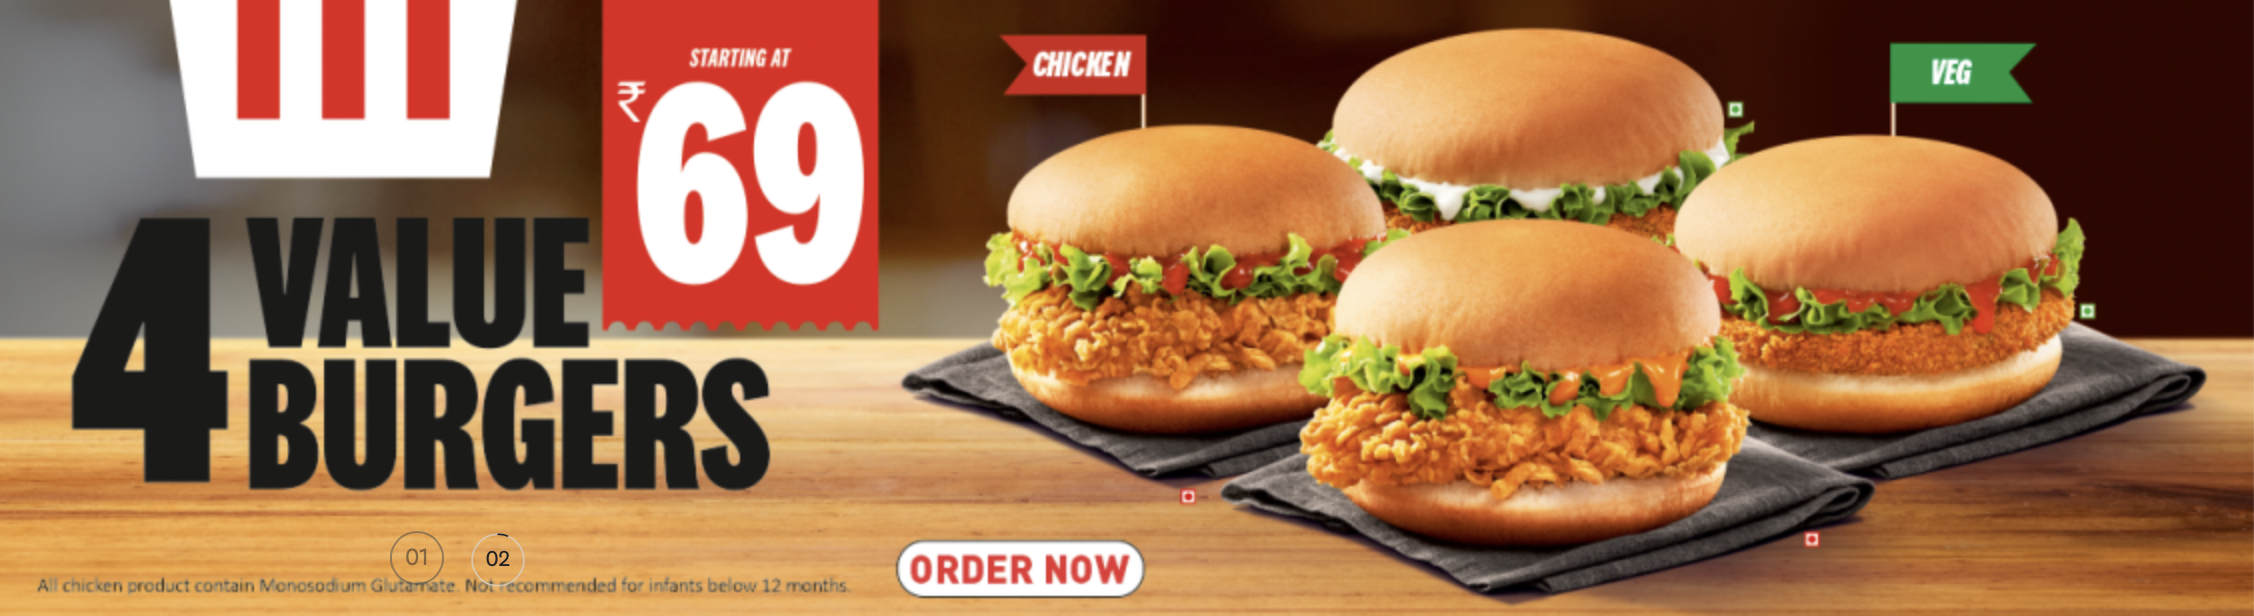 STARTING AT
₹69
4 VALUE
BURGERS
CHICKEN
VEG
01 02
All chicken product contain Monosodium Glutamate. Not recommended for infants below 12 months.
ORDER NOW